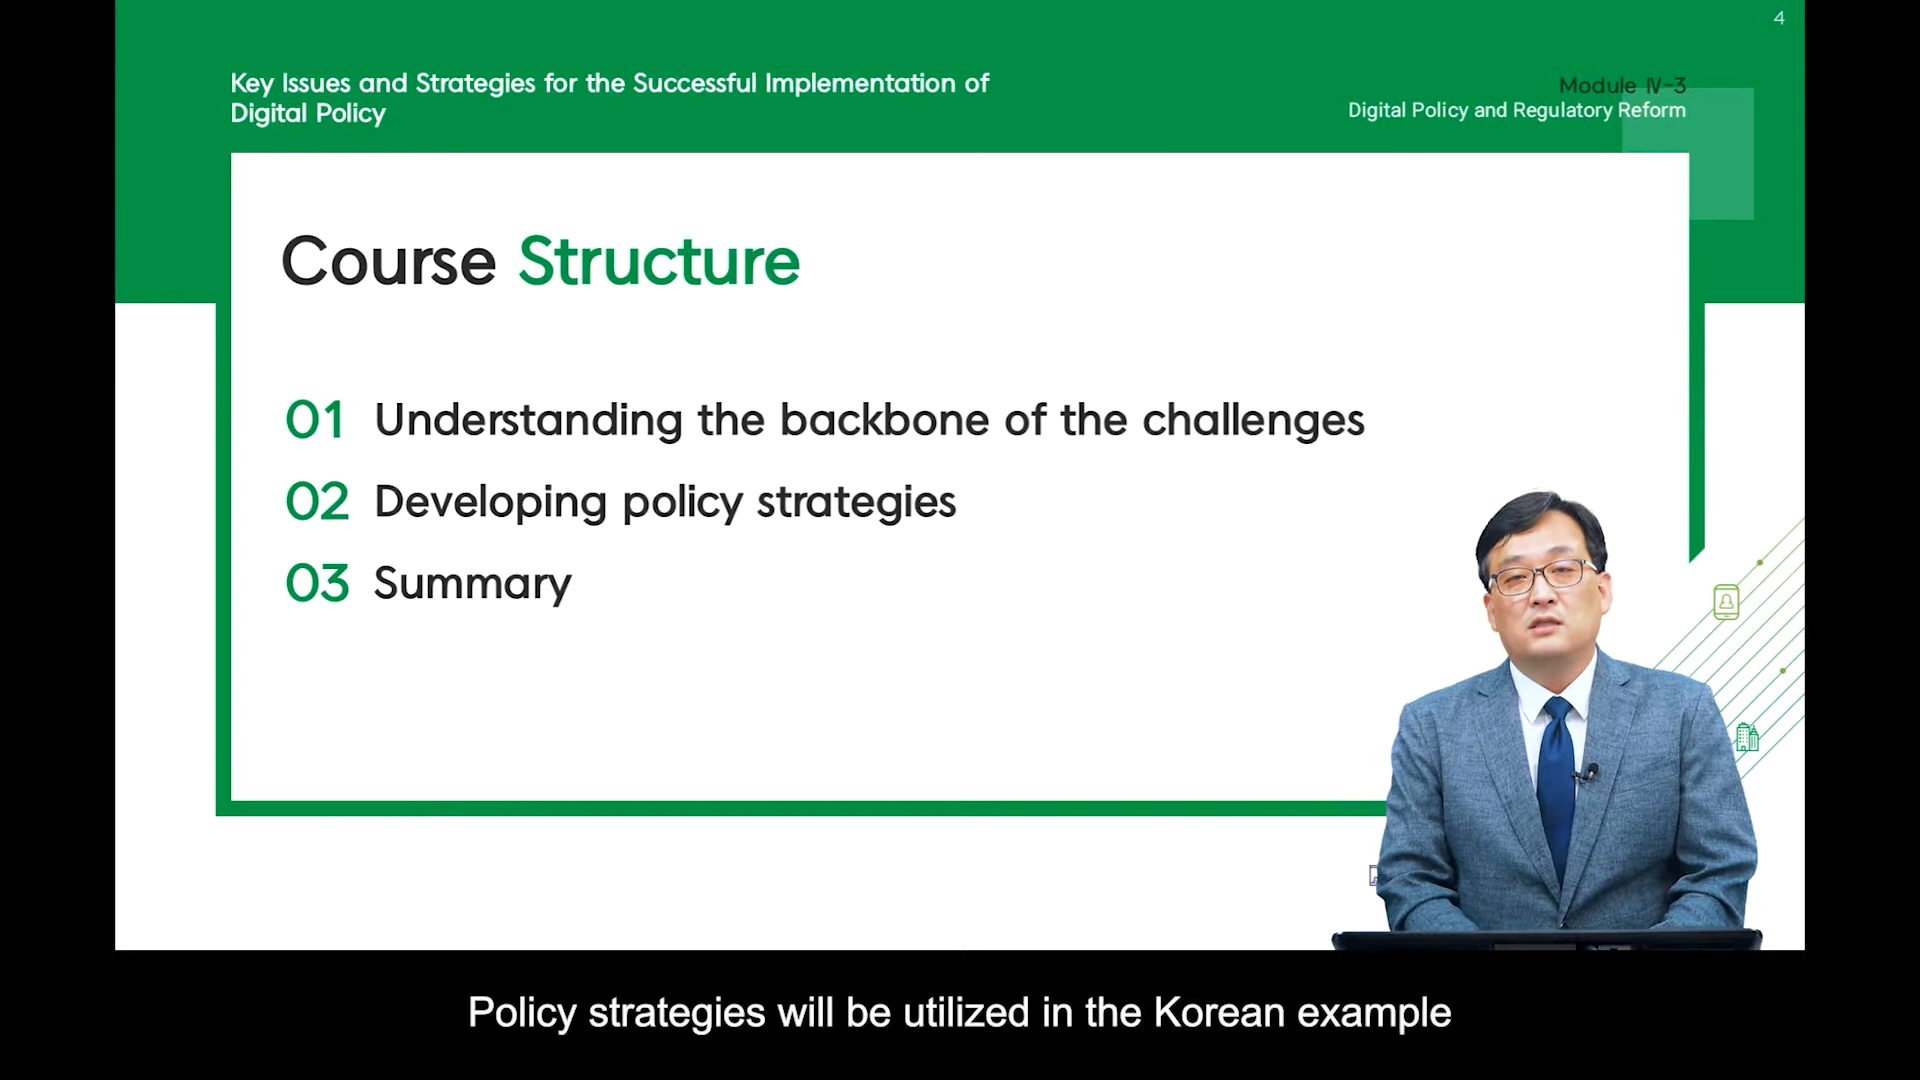 4
Key Issues and Strategies for the Successful Implementation of
Digital Policy
Module Ⅳ-3
Digital Policy and Regulatory Reform
Course Structure
01 Understanding the backbone of the challenges
02 Developing policy strategies
03 Summary
Policy strategies will be utilized in the Korean example